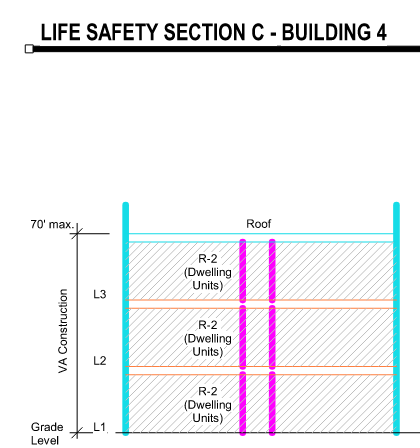 LIFE SAFETY SECTION C - BUILDING 4
70' max.
Roof
R-2
(Dwelling
Units)
L3
VA Construction
R-2
(Dwelling
Units)
L2
R-2
(Dwelling
Units)
Grade
Level
L1